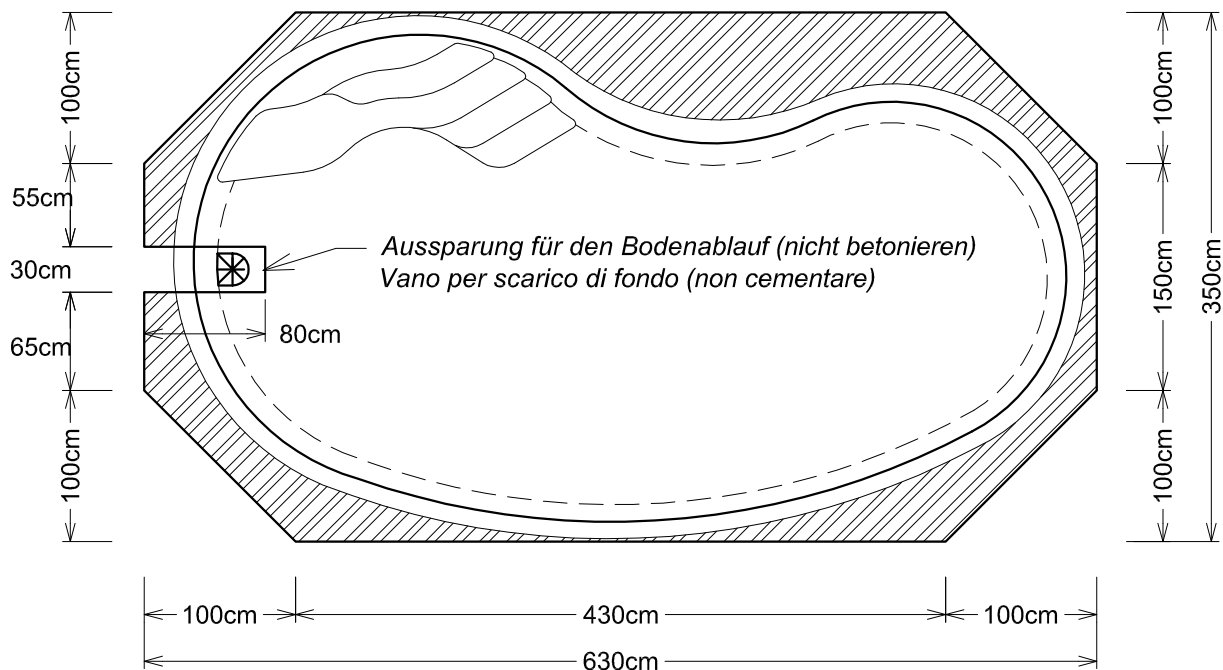 100cm
55cm
30cm
65cm
100cm
Aussparung für den Bodenablauf (nicht betonieren)
Vano per scarico di fondo (non cementare)
80cm
100cm
150cm
100cm
350cm
100cm
430cm
100cm
630cm